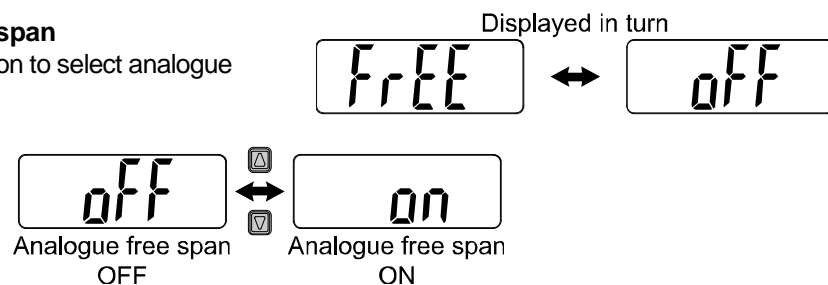 span
Displayed in turn
on to select analogue
FrEE oFF
oFF on
Analogue free span Analogue free span
OFF ON